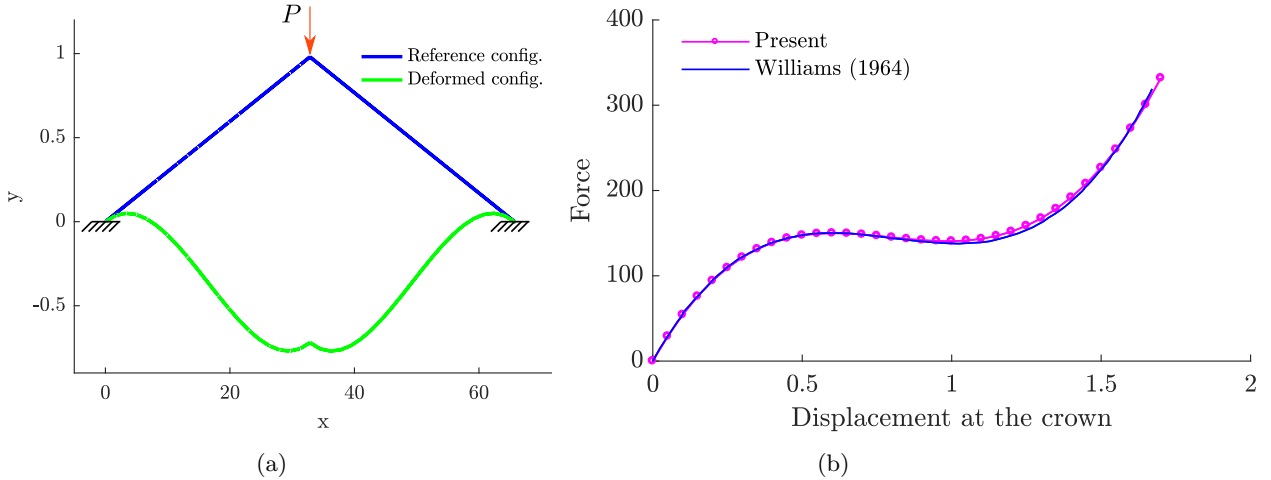 P
Reference config.
Deformed config.
1
0.5
0
-0.5
y
0
20
40
60
x
(a)
400
300
200
100
0
Force
Present
Williams (1964)
0
0.5
1
1.5
2
Displacement at the crown
(b)